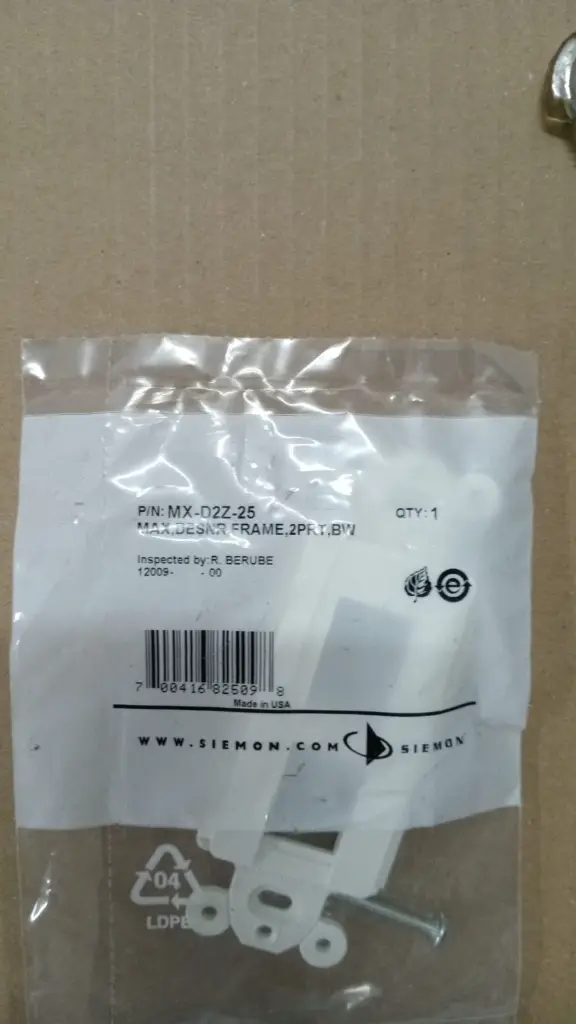 P/N: MX-D2Z-25
QTY: 1
MAX,DESNR FRAME,2PRT,BW
Inspected by: R. BERUBE
12009- - 00
e
7 00416 82509 8
Made in USA
WWW.SIEMON.COM
SIEMON
04
LDPE